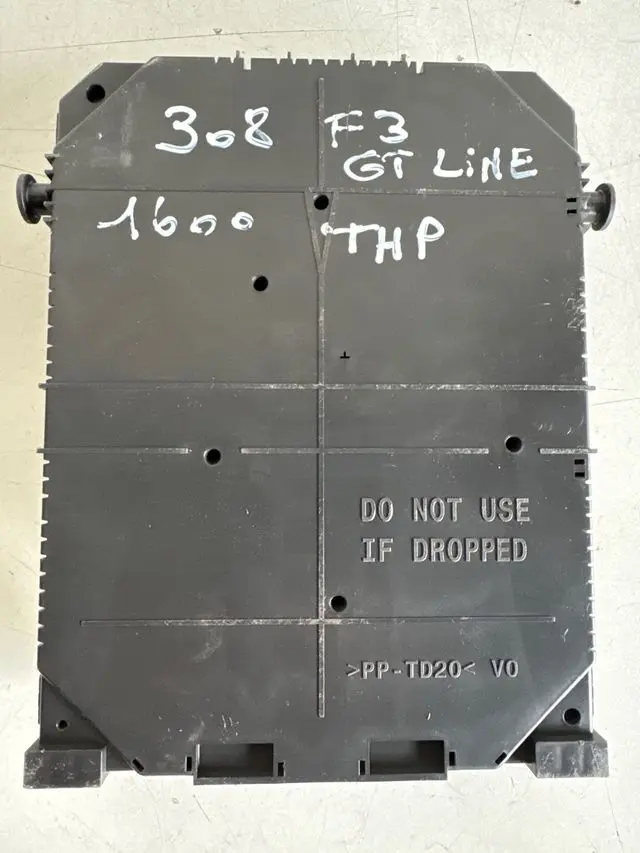 308 F3
GT LINE
1600 THP
DO NOT USE
IF DROPPED
>PP-TD20< V0